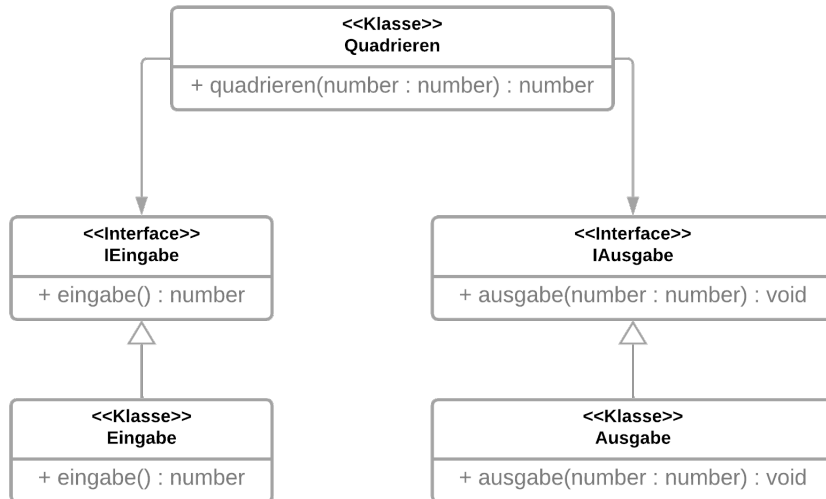 <<Klasse>>
Quadrieren
+ quadrieren(number : number) : number
<<Interface>>
IEingabe
+ eingabe() : number
<<Interface>>
IAusgabe
+ ausgabe(number : number) : void
<<Klasse>>
Eingabe
+ eingabe() : number
<<Klasse>>
Ausgabe
+ ausgabe(number : number) : void